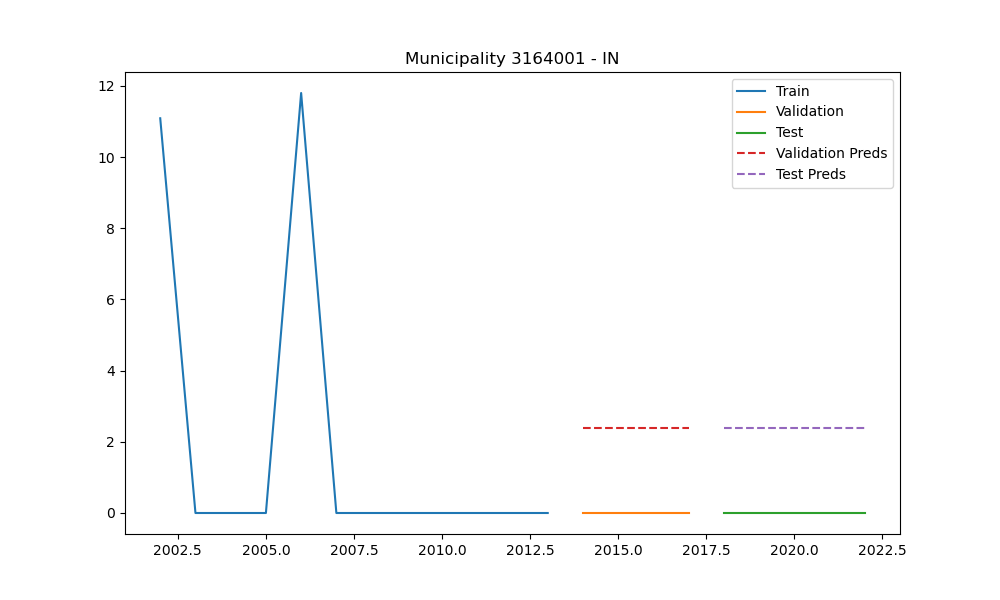 Municipality 3164001 - IN
12
10
8
6
4
2
0
Train
Validation
Test
Validation Preds
Test Preds
2002.5 2005.0 2007.5 2010.0 2012.5 2015.0 2017.5 2020.0 2022.5